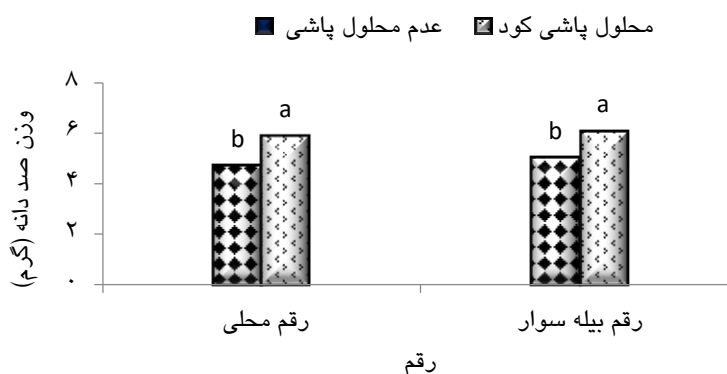 محلول پاشی کود
عدم محلول پاشی
وزن صد دانه (گرم)
۸
۶
۴
۲
۰
b
a
b
a
رقم محلی
رقم بیله سوار
رقم